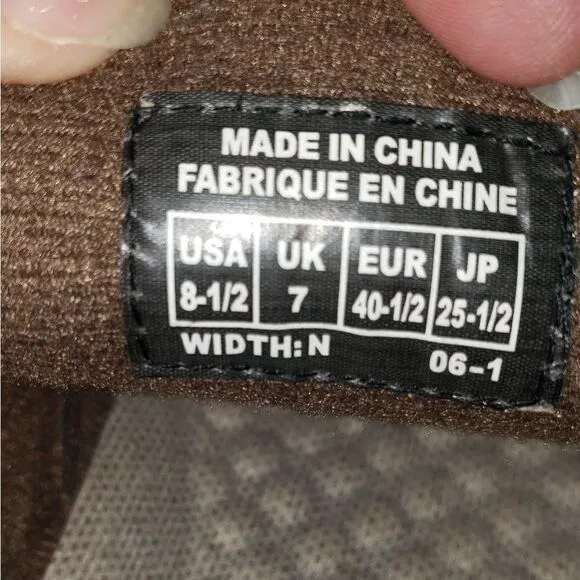 MADE IN CHINA
FABRIQUE EN CHINE
USA UK EUR JP
8-1/2 7 40-1/2 25-1/2
WIDTH: N 06-1